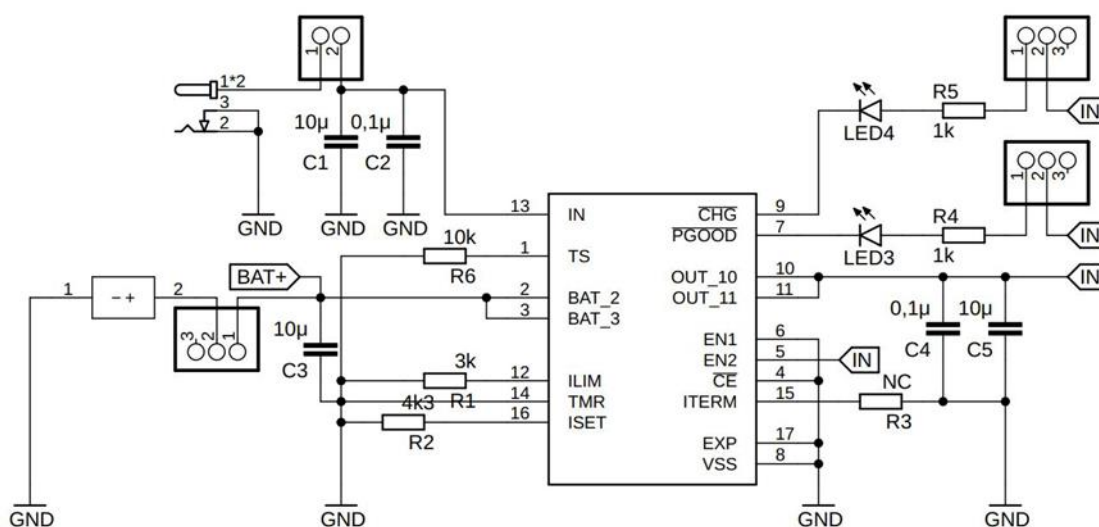 1 2
1 2 3
1*2
3
2
10µ
0,1µ
C1
C2
R5
1k
LED4
IN
1 2 3
GND
GND
GND
13
IN
CHG
9
PGOOD
7
R4
1k
LED3
IN
10k
R6
1
TS
OUT_10
10
OUT_11
11
IN
BAT+
1
- +
2
3 2 1
2
BAT_2
3
BAT_3
10µ
C3
0,1µ
C4
10µ
C5
EN1
6
EN2
5
IN
3k
R1
12
ILIM
CE
4
14
TMR
ITERM
15
NC
R3
4k3
R2
16
ISET
EXP
17
VSS
8
GND
GND
GND
GND